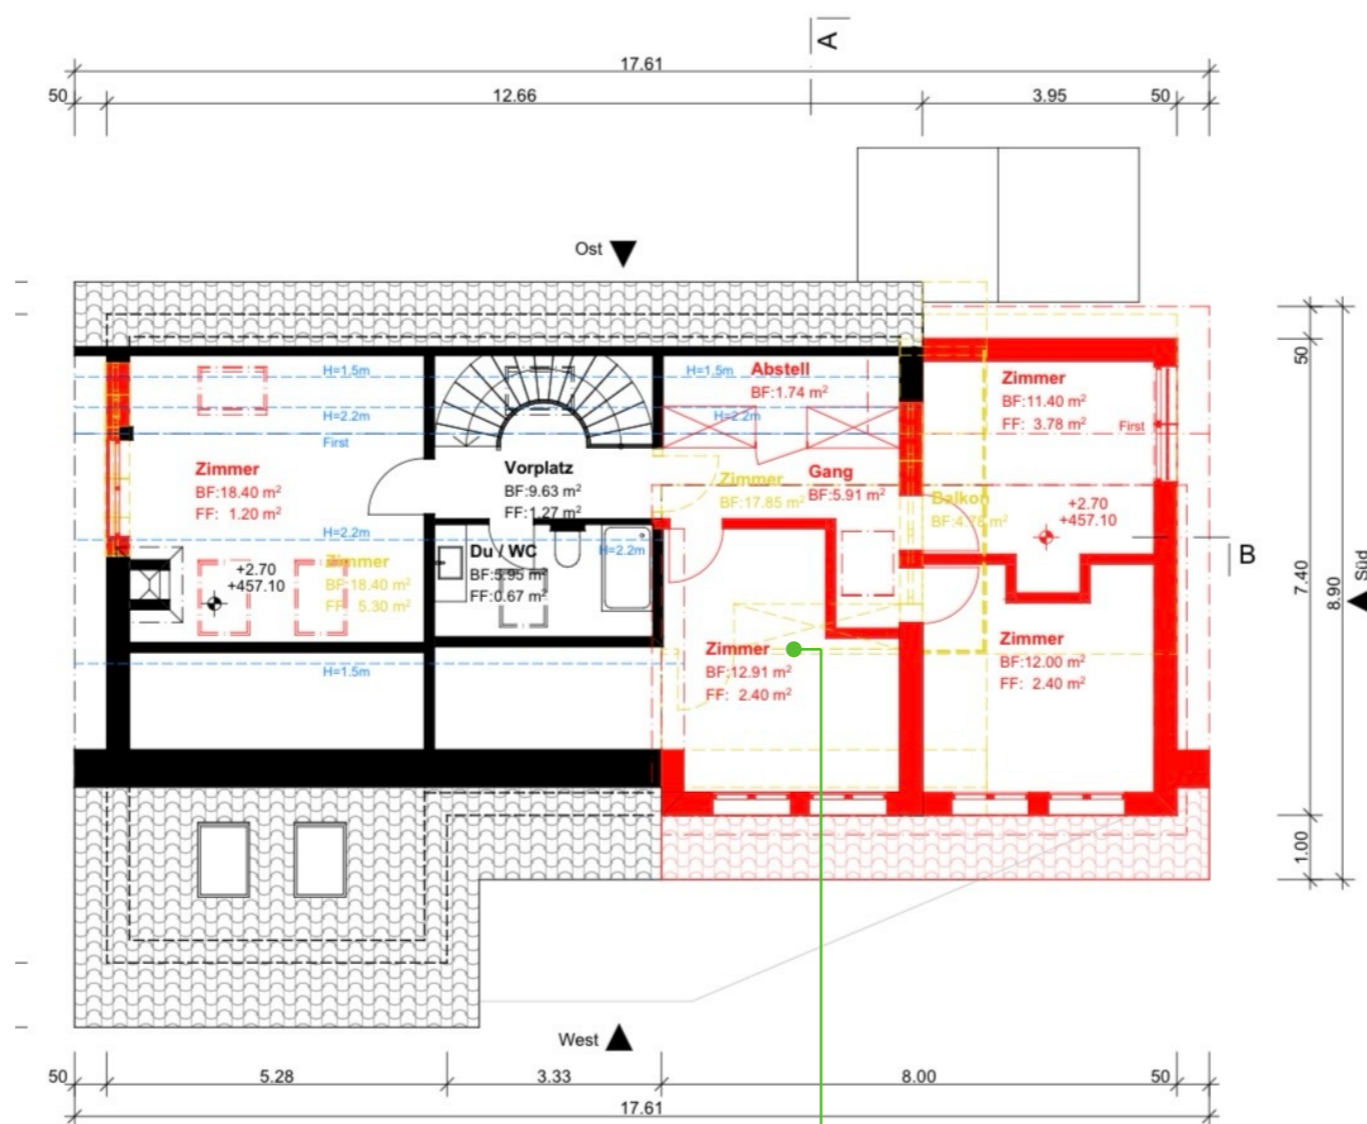 A
17.61
50
12.66
3.95
50
Ost
H=1.5m
H=2.2m
First
Zimmer
BF:18.40 m²
FF: 1.20 m²
H=2.2m
+2.70
+457.10
Zimmer
BF:18.40 m²
FF: 5.30 m²
H=1.5m
Vorplatz
BF:9.63 m²
FF:1.27 m²
Du / WC
BF:5.95 m²
FF:0.67 m²
H=2.2m
H=1.5m
Abstell
BF:1.74 m²
H=2.2m
Zimmer
BF:17.85 m²
Gang
BF:5.91 m²
Zimmer
BF:11.40 m²
FF: 3.78 m²
First
Balkon
BF:4.76 m²
+2.70
+457.10
B
Zimmer
BF:12.91 m²
FF: 2.40 m²
Zimmer
BF:12.00 m²
FF: 2.40 m²
50
7.40
8.90
1.00
Süd
West
50
5.28
3.33
8.00
50
17.61